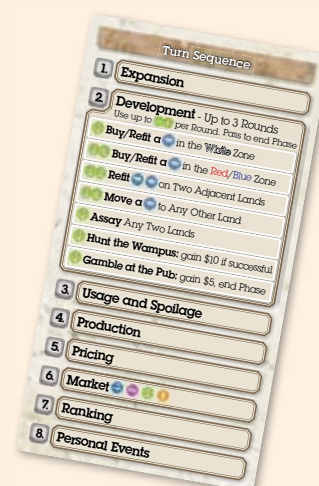 Turn Sequence
1. Expansion
2. Development - Up to 3 Rounds
Use up to per Round. Pass to end Phase
Buy/Refit a in the White Zone
Buy/Refit a in the Red/Blue Zone
Refit on Two Adjacent Lands
Move a to Any Other Land
Assay Any Two Lands
Hunt the Wampus: gain $10 if successful
Gamble at the Pub: gain $5, end Phase
3. Usage and Spoilage
4. Production
5. Pricing
6. Market
7. Ranking
8. Personal Events